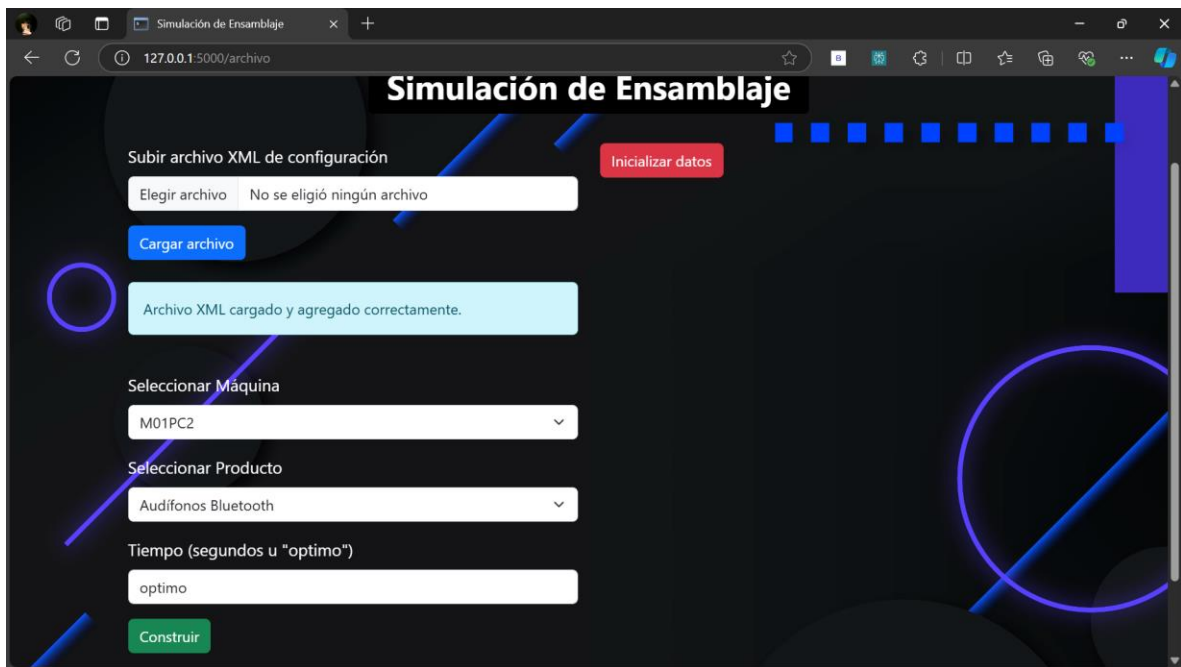 Simulación de Ensamblaje
127.0.0.1:5000/archivo
B
Simulación de Ensamblaje
Subir archivo XML de configuración
Inicializar datos
Elegir archivo No se eligió ningún archivo
Cargar archivo
Archivo XML cargado y agregado correctamente.
Seleccionar Máquina
M01PC2
Seleccionar Producto
Audífonos Bluetooth
Tiempo (segundos u "optimo")
optimo
Construir